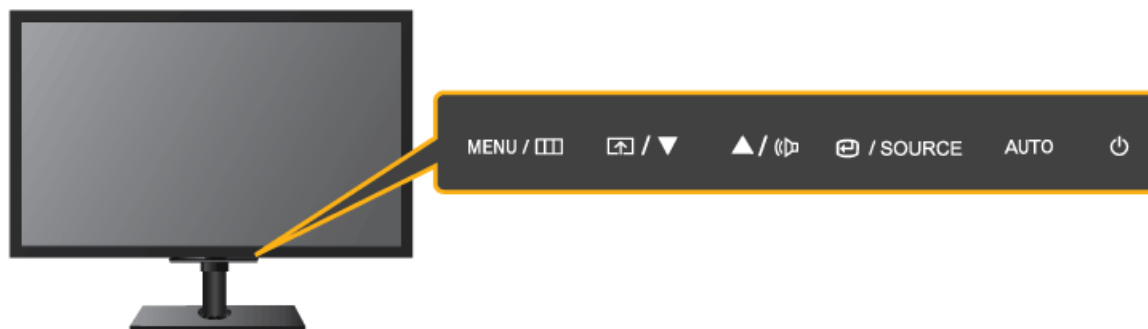 MENU / / ▼ ▲ / / SOURCE AUTO